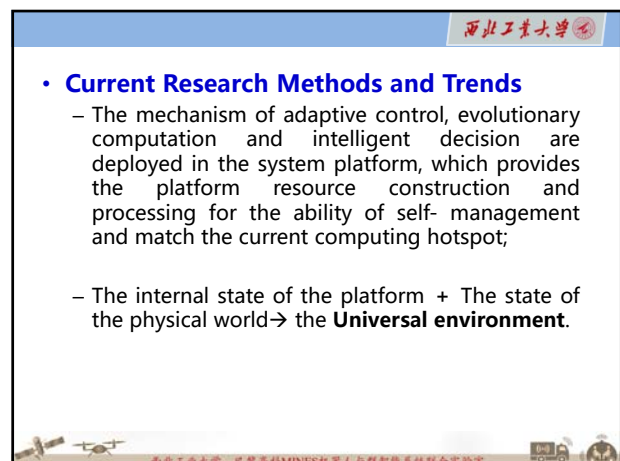 西北工业大学
• Current Research Methods and Trends
– The mechanism of adaptive control, evolutionary
computation and intelligent decision are
deployed in the system platform, which provides
the platform resource construction and
processing for the ability of self- management
and match the current computing hotspot;
– The internal state of the platform + The state of
the physical world→ the Universal environment.